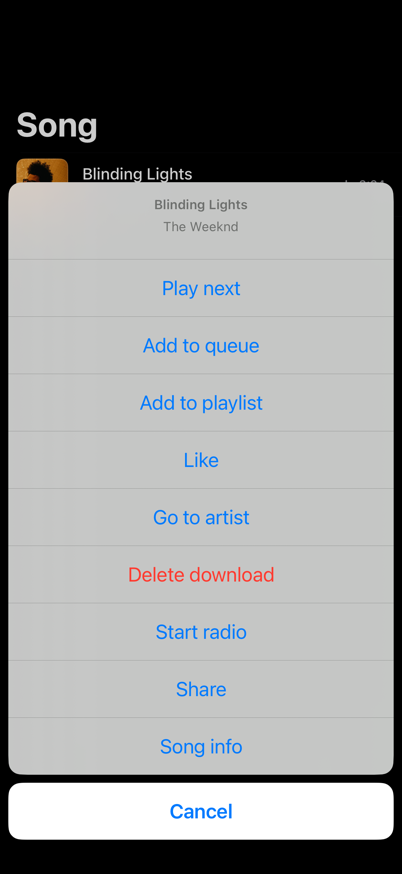 Song
Blinding Lights
Blinding Lights
The Weeknd
Play next
Add to queue
Add to playlist
Like
Go to artist
Delete download
Start radio
Share
Song info
Cancel